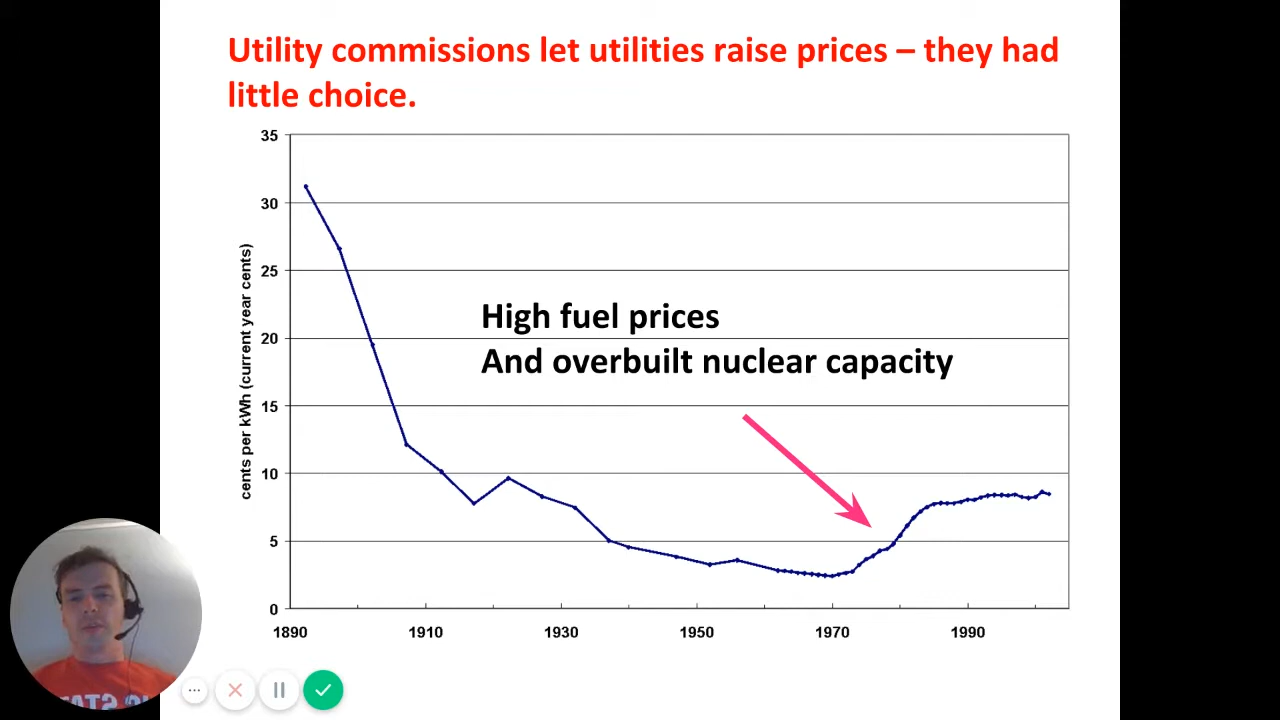 Utility commissions let utilities raise prices – they had
little choice.
35
30
25
20
15
10
5
0
cents per kWh (current year cents)
High fuel prices
And overbuilt nuclear capacity
1890
1910
1930
1950
1970
1990